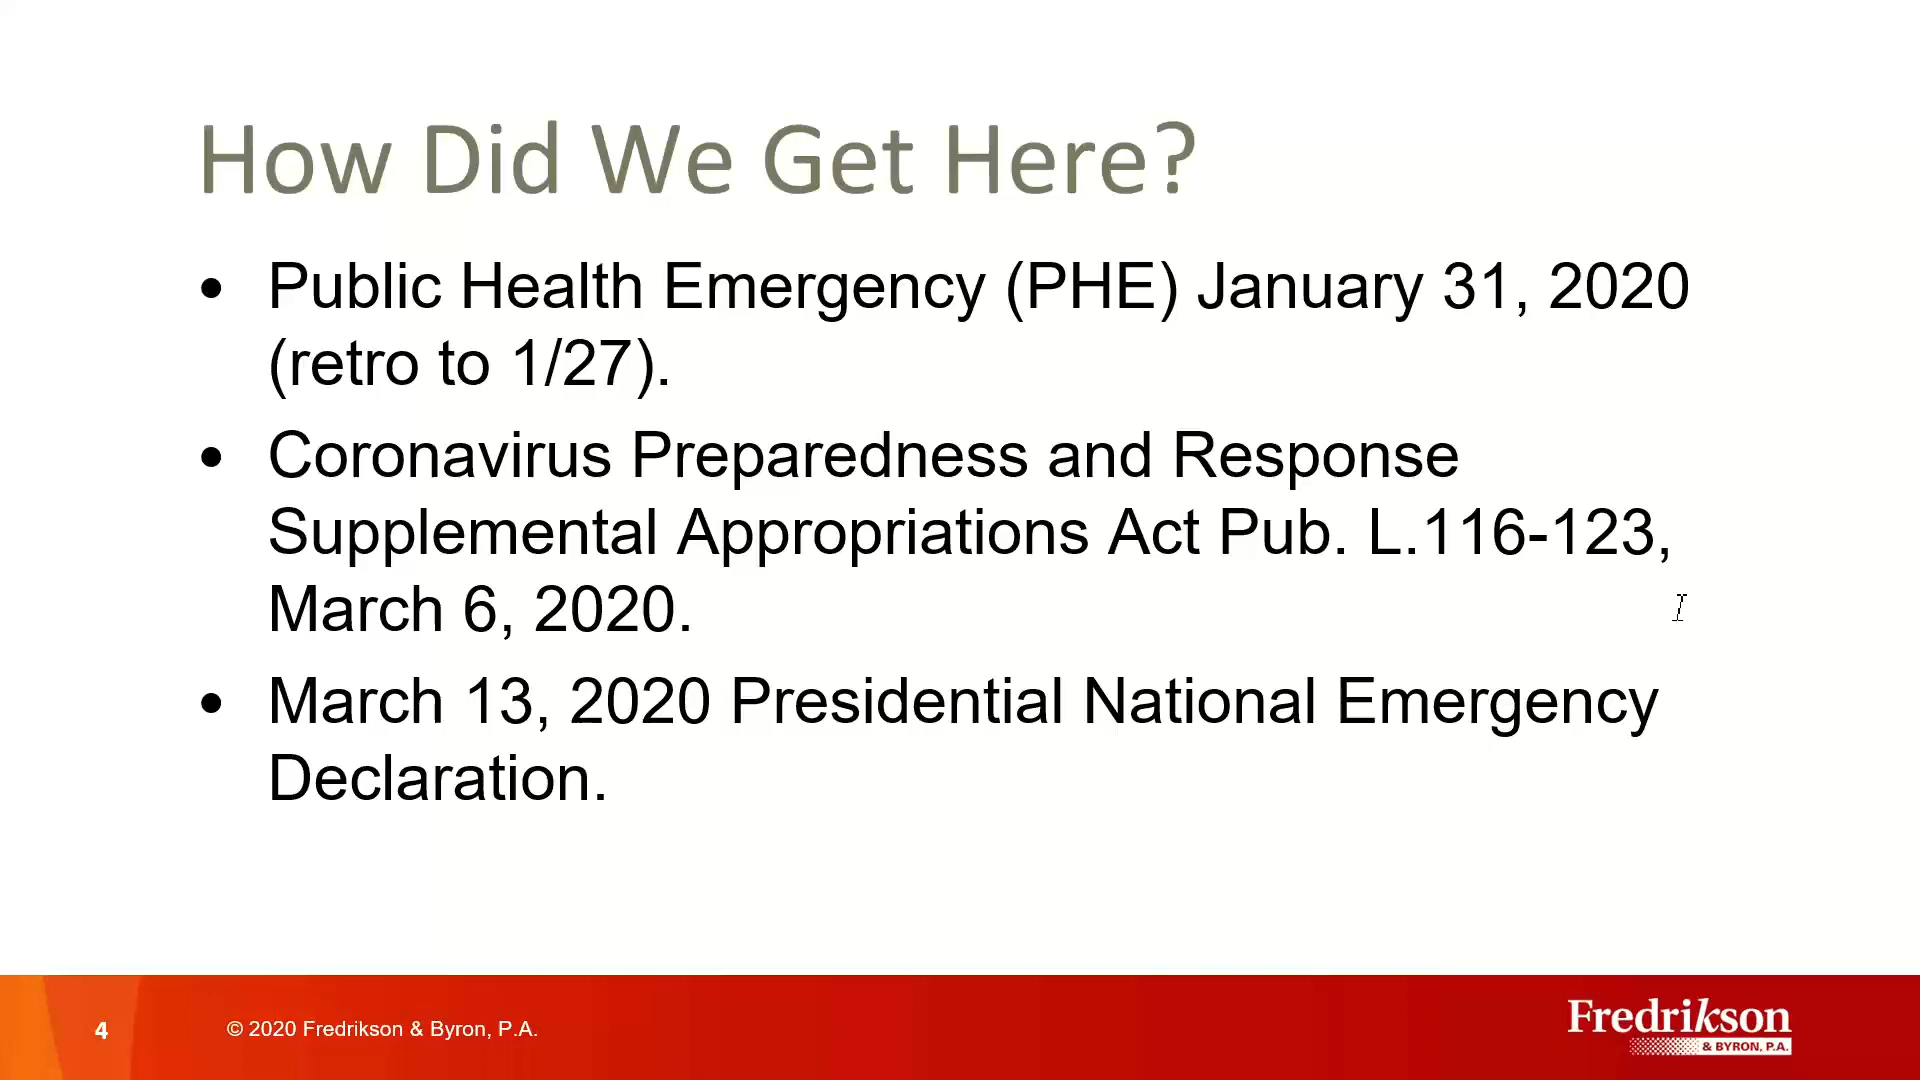 How Did We Get Here?
• Public Health Emergency (PHE) January 31, 2020
(retro to 1/27).
• Coronavirus Preparedness and Response
Supplemental Appropriations Act Pub. L.116-123,
March 6, 2020.
• March 13, 2020 Presidential National Emergency
Declaration.
4
© 2020 Fredrikson & Byron, P.A.
Fredrikson
& BYRON, P.A.